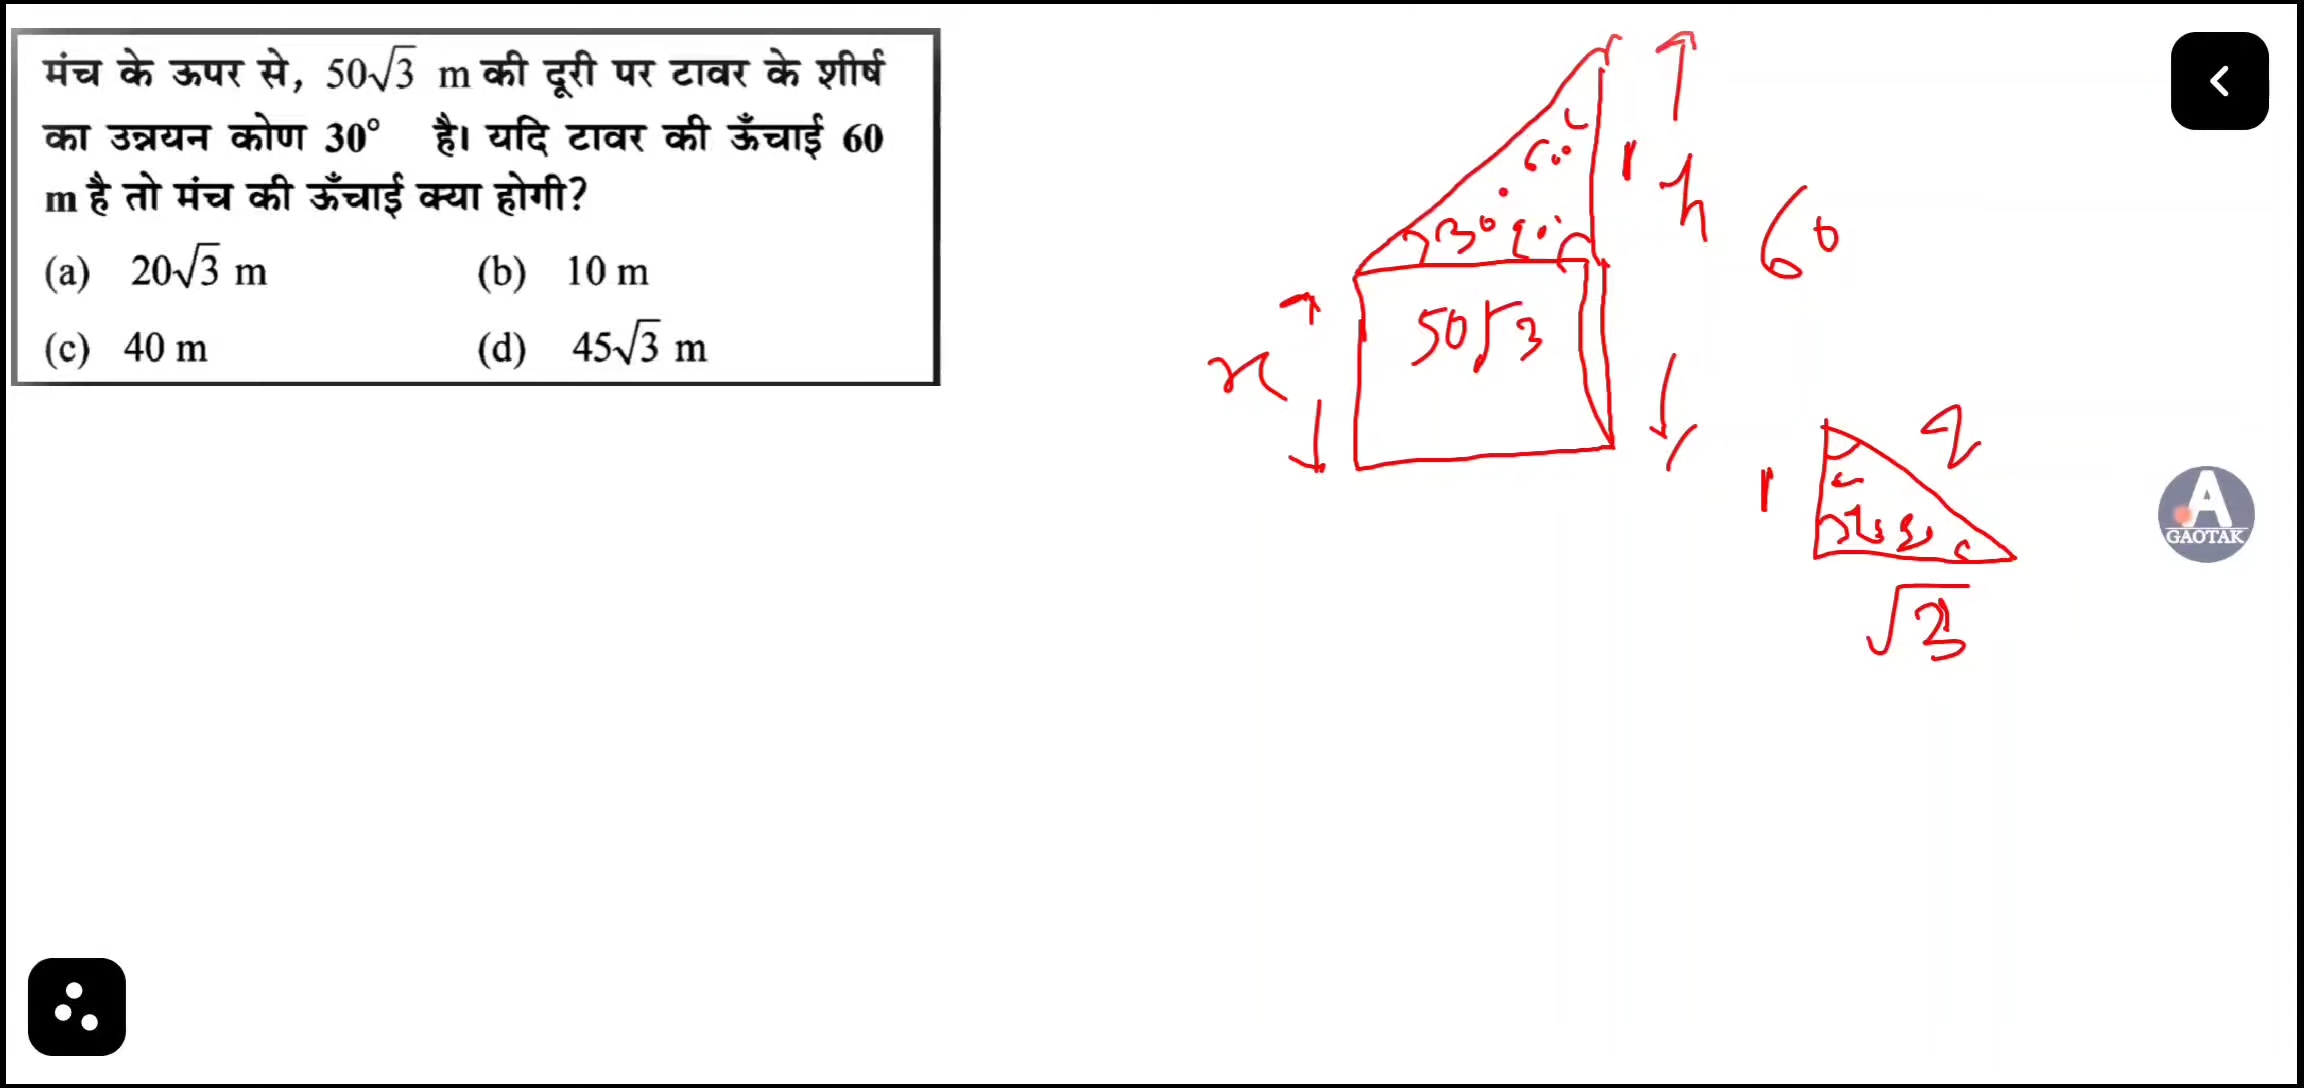 मंच के ऊपर से, 50√3 m की दूरी पर टावर के शीर्ष
का उन्नयन कोण 30° है। यदि टावर की ऊँचाई 60
m है तो मंच की ऊँचाई क्या होगी?
(a) 20√3 m (b) 10 m
(c) 40 m (d) 45√3 m
60°
1 h 60
30° 90°
50√3
x
2
1
√3
A
GAOTAK